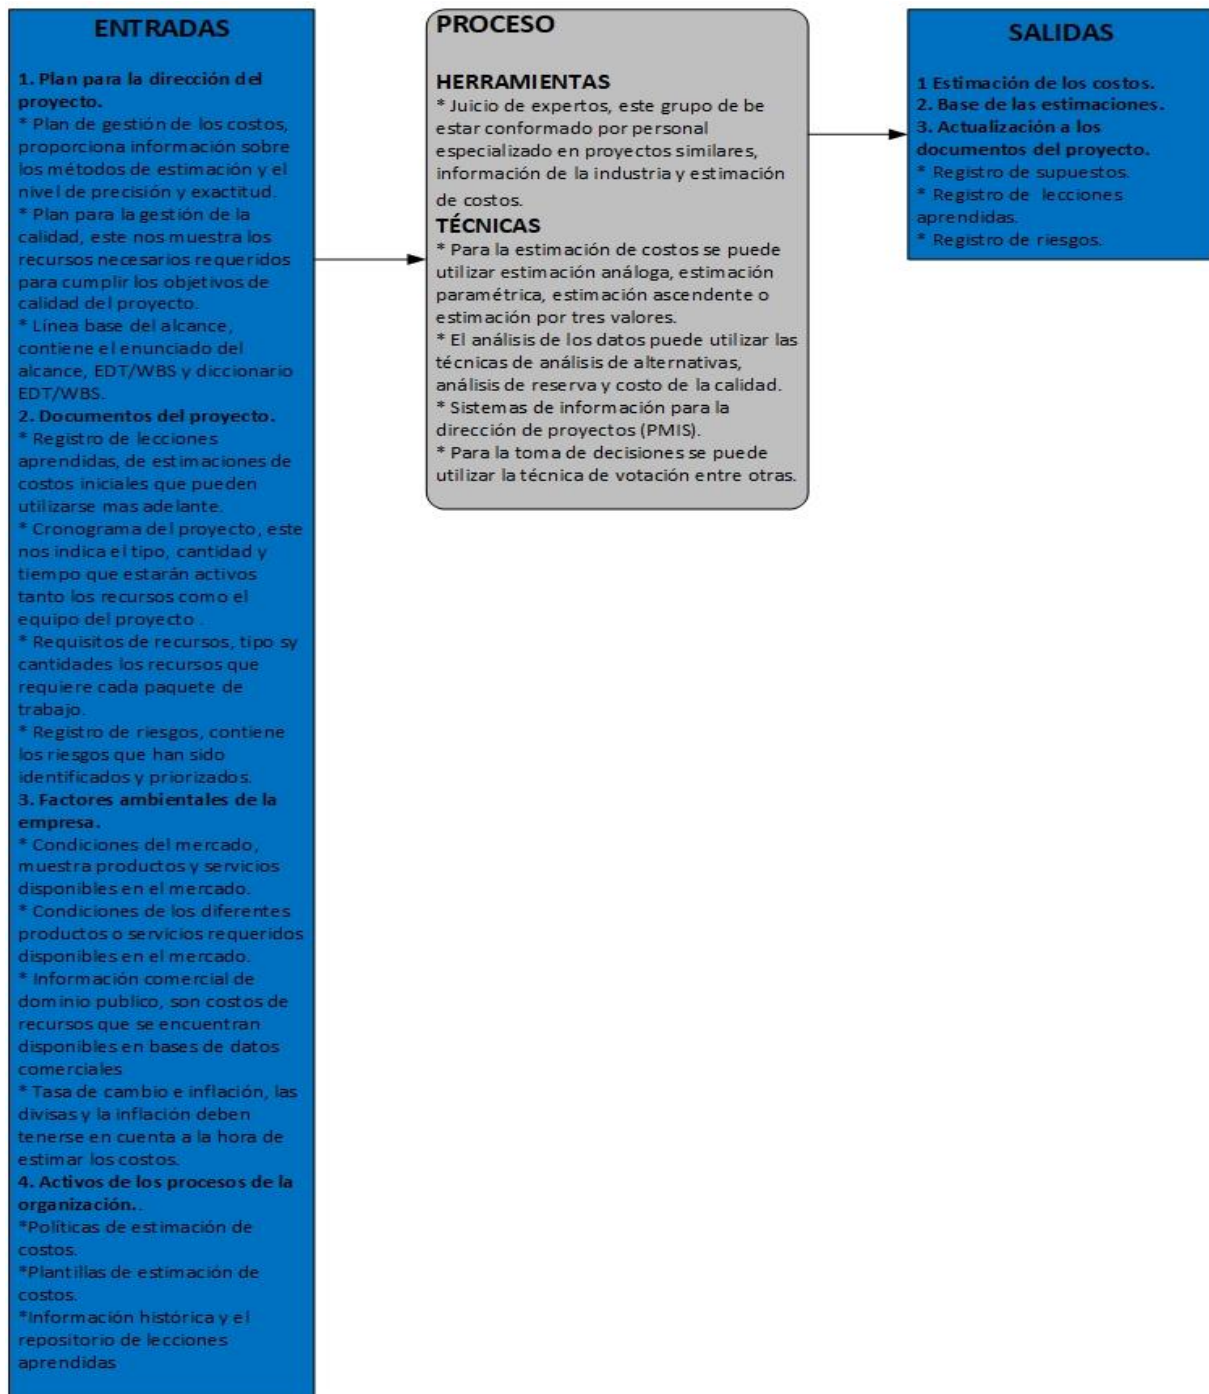 ENTRADAS
1. Plan para la dirección del
proyecto.
* Plan de gestión de los costos,
proporciona información sobre
los métodos de estimación y el
nivel de precisión y exactitud.
* Plan para la gestión de la
calidad, este nos muestra los
recursos necesarios requeridos
para cumplir los objetivos de
calidad del proyecto.
* Línea base del alcance,
contiene el enunciado del
alcance, EDT/WBS y diccionario
EDT/WBS.
2. Documentos del proyecto.
* Registro de lecciones
aprendidas, de estimaciones de
costos iniciales que pueden
utilizarse mas adelante.
* Cronograma del proyecto, este
nos indica el tipo, cantidad y
tiempo que estarán activos
tanto los recursos como el
equipo del proyecto .
* Requisitos de recursos, tipo sy
cantidades los recursos que
requiere cada paquete de
trabajo.
* Registro de riesgos, contiene
los riesgos que han sido
identificados y priorizados.
3. Factores ambientales de la
empresa.
* Condiciones del mercado,
muestra productos y servicios
disponibles en el mercado.
* Condiciones de los diferentes
productos o servicios requeridos
disponibles en el mercado.
* Información comercial de
dominio publico, son costos de
recursos que se encuentran
disponibles en bases de datos
comerciales
* Tasa de cambio e inflación, las
divisas y la inflación deben
tenerse en cuenta a la hora de
estimar los costos.
4. Activos de los procesos de la
organización..
*Políticas de estimación de
costos.
*Plantillas de estimación de
costos.
*Información histórica y el
repositorio de lecciones
aprendidas
PROCESO
HERRAMIENTAS
* Juicio de expertos, este grupo de be
estar conformado por personal
especializado en proyectos similares,
información de la industria y estimación
de costos.
TÉCNICAS
* Para la estimación de costos se puede
utilizar estimación análoga, estimación
paramétrica, estimación ascendente o
estimación por tres valores.
* El análisis de los datos puede utilizar las
técnicas de análisis de alternativas,
análisis de reserva y costo de la calidad.
* Sistemas de información para la
dirección de proyectos (PMIS).
* Para la toma de decisiones se puede
utilizar la técnica de votación entre otras.
SALIDAS
1 Estimación de los costos.
2. Base de las estimaciones.
3. Actualización a los
documentos del proyecto.
* Registro de supuestos.
* Registro de lecciones
aprendidas.
* Registro de riesgos.